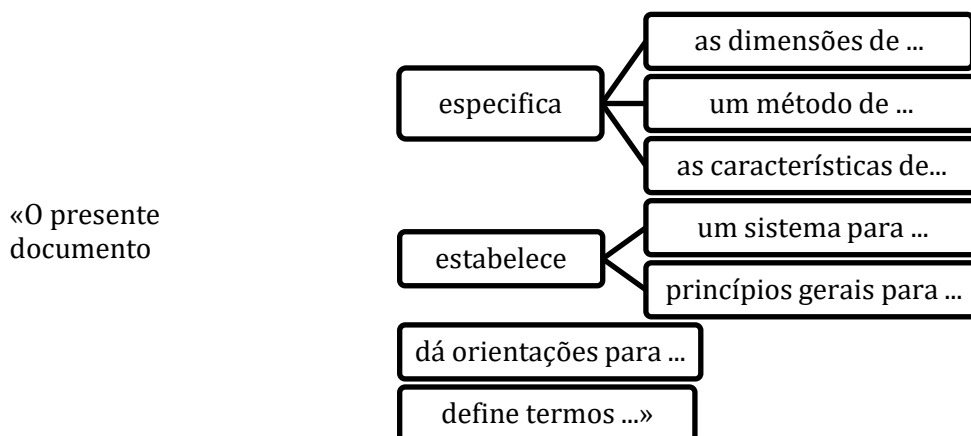 «O presente
documento
especifica
as dimensões de ...
um método de ...
as características de...
estabelece
um sistema para ...
princípios gerais para ...
dá orientações para ...
define termos ...»